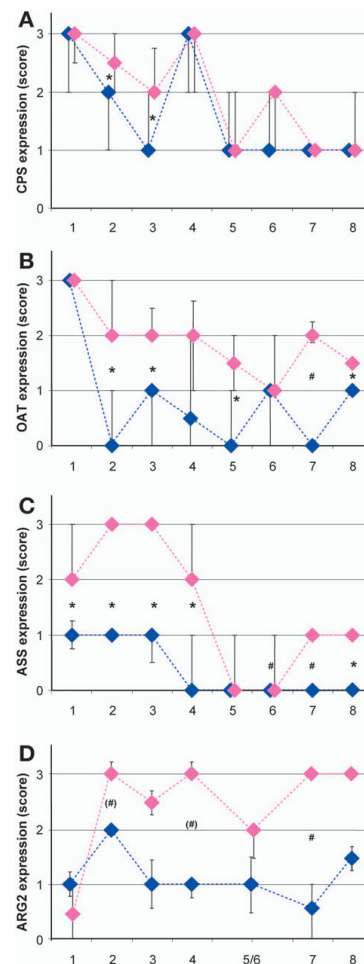 A
CPS expression (score)
3
2
1
0
*
*
1 2 3 4 5 6 7 8
B
OAT expression (score)
3
2
1
0
* * * # *
1 2 3 4 5 6 7 8
C
ASS expression (score)
3
2
1
0
* * * * # # *
1 2 3 4 5 6 7 8
D
ARG2 expression (score)
3
2
1
0
(#)
(#) #
1 2 3 4 5/6 7 8